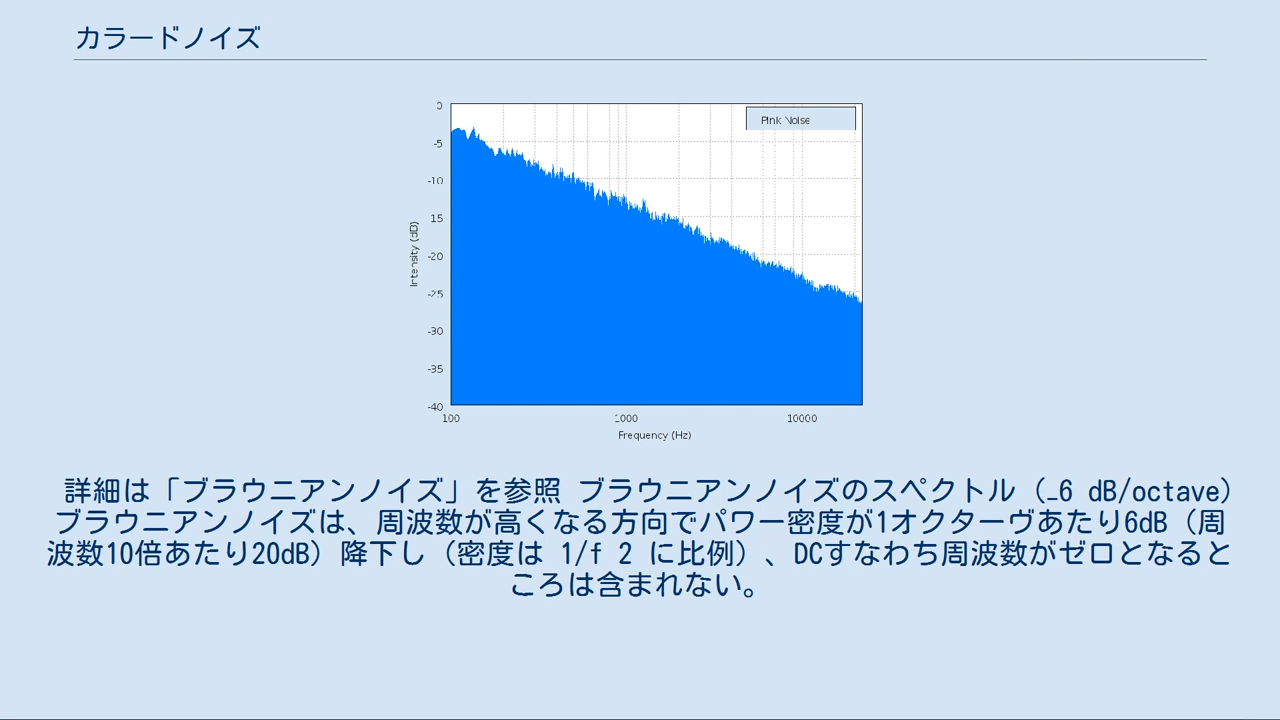 カラードノイズ
0
Pink Noise
-5
-10
15
-20
-25
-30
-35
-40
Intensity (dB)
100
1000
10000
Frequency (Hz)
詳細は「ブラウニアンノイズ」を参照 ブラウニアンノイズのスペクトル（_6 dB/octave）
ブラウニアンノイズは、周波数が高くなる方向でパワー密度が1オクターヴあたり6dB（周
波数10倍あたり20dB）降下し（密度は 1/f 2 に比例）、DCすなわち周波数がゼロとなると
ころは含まれない。